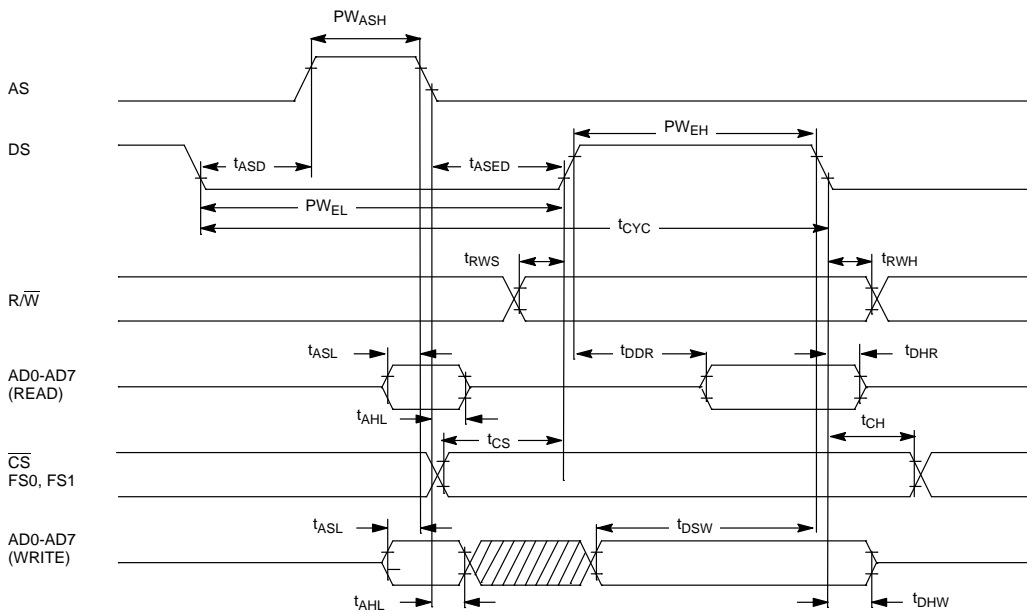 PWASH
AS
PWEH
DS
tASD
tASED
PWEL
tCYC
tRWS
tRWH
R/W̅
tASL
tDDR
tDHR
AD0-AD7
(READ)
tAHL
tCS
tCH
C̅S̅
FS0, FS1
tASL
tDSW
AD0-AD7
(WRITE)
tAHL
tDHW